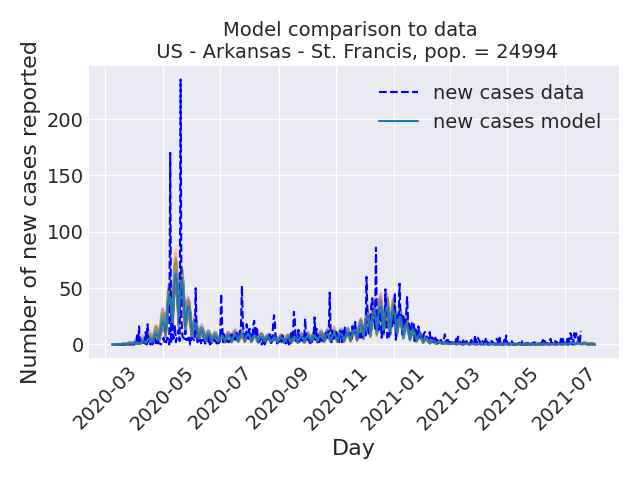 Model comparison to data
US - Arkansas - St. Francis, pop. = 24994
Number of new cases reported
200
150
100
50
0
new cases data
new cases model
2020-03
2020-05
2020-07
2020-09
2020-11
2021-01
2021-03
2021-05
2021-07
Day